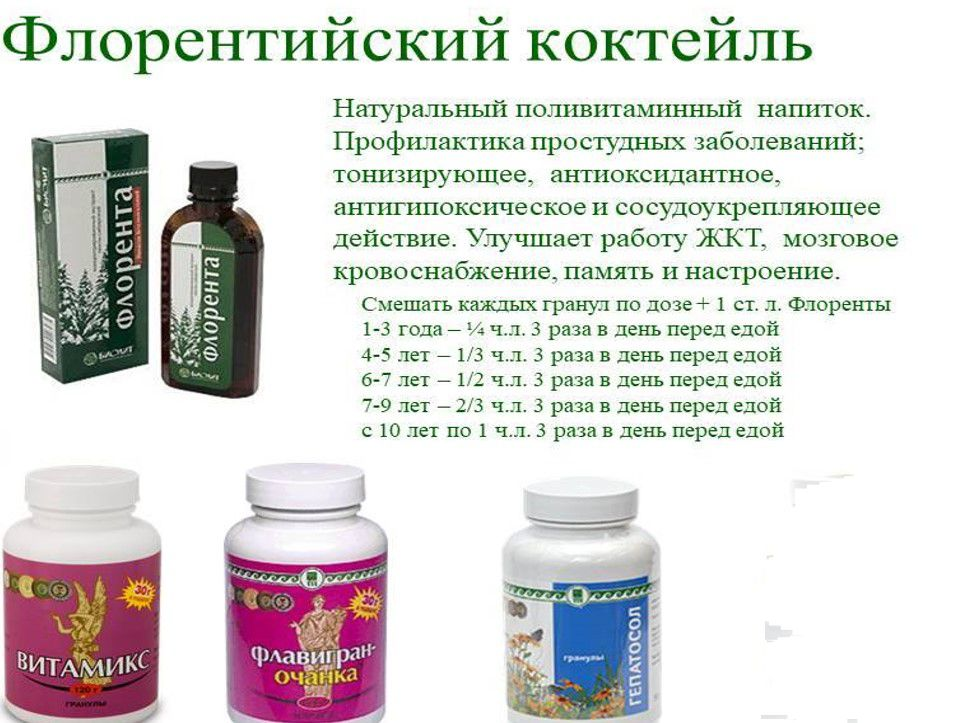 Флорентийский коктейль
Натуральный поливитаминный напиток.
Профилактика простудных заболеваний;
тонизирующее, антиоксидантное,
антигипоксическое и сосудоукрепляющее
действие. Улучшает работу ЖКТ, мозговое
кровоснабжение, память и настроение.
Смешать каждых гранул по дозе + 1 ст. л. Флоренты
1-3 года – ¼ ч.л. 3 раза в день перед едой
4-5 лет – 1/3 ч.л. 3 раза в день перед едой
6-7 лет – 1/2 ч.л. 3 раза в день перед едой
7-9 лет – 2/3 ч.л. 3 раза в день перед едой
с 10 лет по 1 ч.л. 3 раза в день перед едой
Флорента
БИОЛИТ
Флорента
БИОЛИТ
ВИТАМИКС
120 г
ГРАНУЛЫ
флавигран-
очанка
гранулы
ГЕПАТОСОЛ